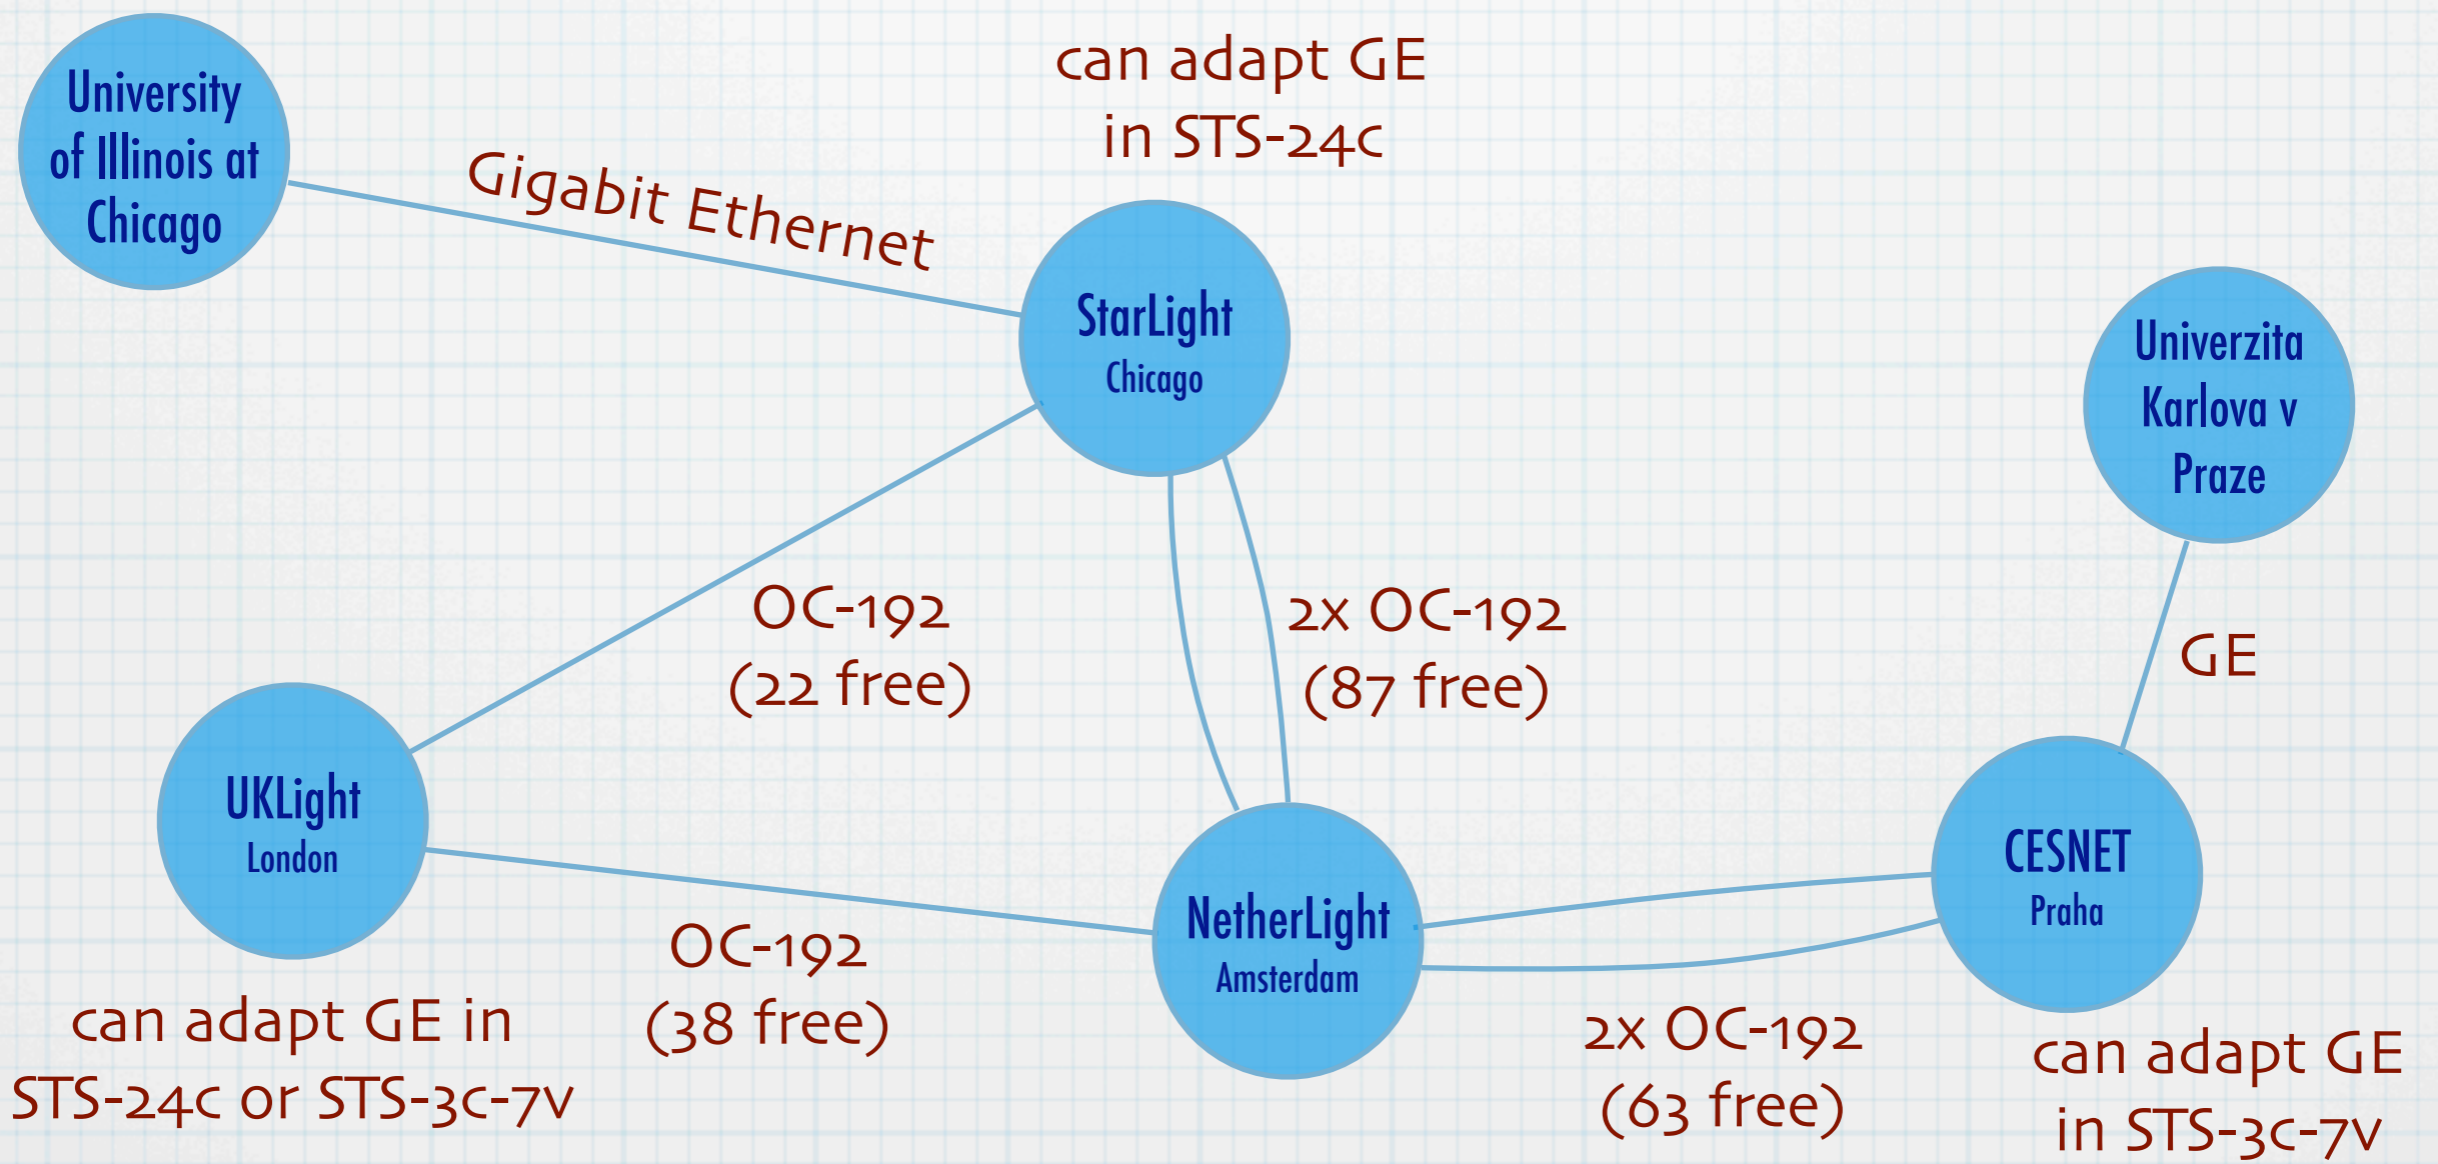 University
of Illinois at
Chicago
Gigabit Ethernet
can adapt GE
in STS-24c
StarLight
Chicago
Univerzita
Karlova v
Praze
GE
OC-192
(22 free)
2x OC-192
(87 free)
UKLight
London
can adapt GE in
STS-24c or STS-3c-7v
OC-192
(38 free)
NetherLight
Amsterdam
2x OC-192
(63 free)
CESNET
Praha
can adapt GE
in STS-3c-7v